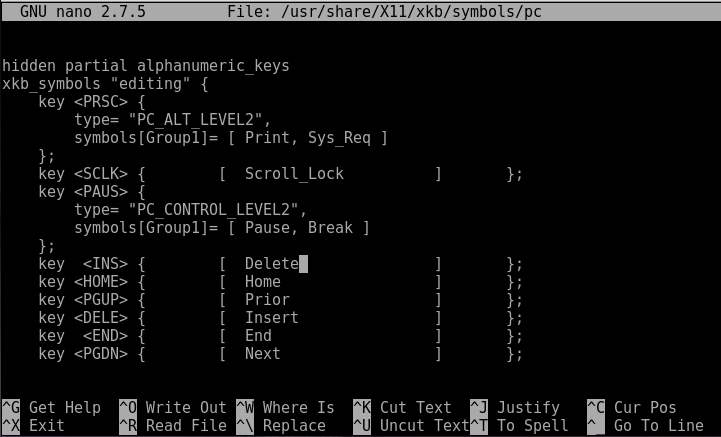 GNU nano 2.7.5         File: /usr/share/X11/xkb/symbols/pc
hidden partial alphanumeric_keys
xkb_symbols "editing" {
    key <PRSC> {
        type= "PC_ALT_LEVEL2",
        symbols[Group1]= [ Print, Sys_Req ]
    };
    key <SCLK> {        [  Scroll_Lock          ]       };
    key <PAUS> {
        type= "PC_CONTROL_LEVEL2",
        symbols[Group1]= [ Pause, Break ]
    };
    key  <INS> {        [  Delete               ]       };
    key <HOME> {        [  Home                 ]       };
    key <PGUP> {        [  Prior                ]       };
    key <DELE> {        [  Insert               ]       };
    key  <END> {        [  End                  ]       };
    key <PGDN> {        [  Next                 ]       };
^G Get Help  ^O Write Out ^W Where Is  ^K Cut Text  ^J Justify   ^C Cur Pos
^X Exit      ^R Read File ^\ Replace   ^U Uncut Text^T To Spell  ^_ Go To Line